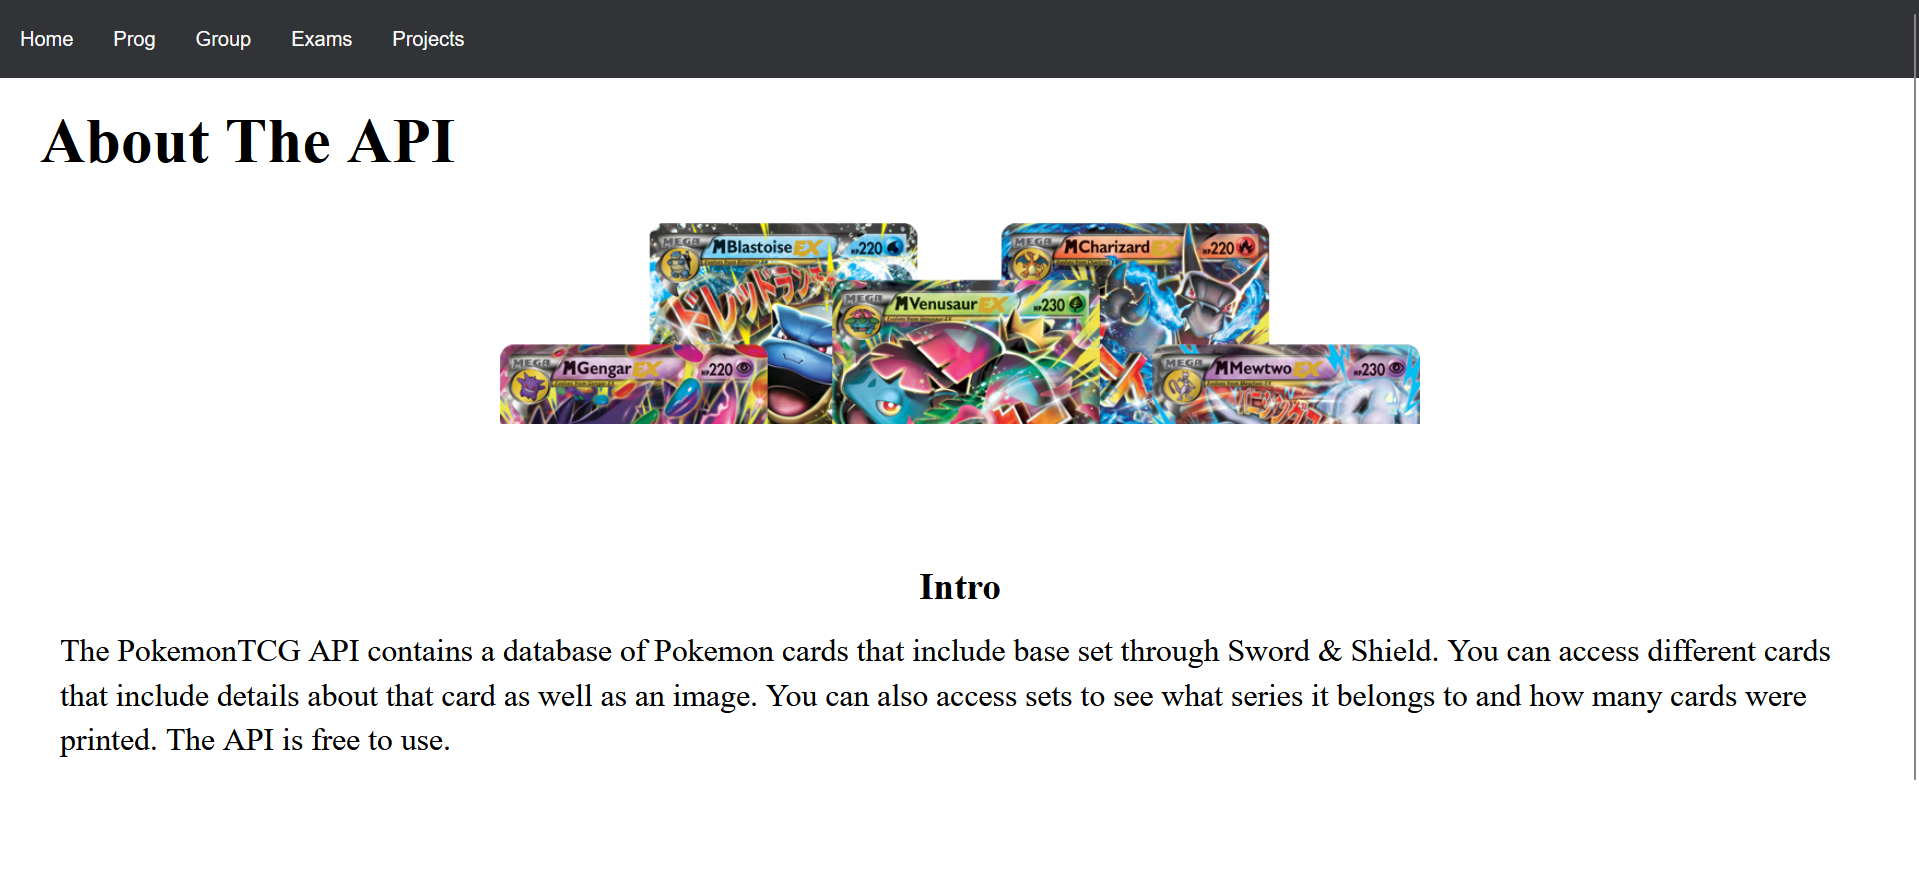 Home Prog Group Exams Projects
About The API
MEGA MBlastoise EX HP220
MEGA MCharizard EX HP220
MEGA MVenusaur EX HP230
MEGA MGengar EX HP220
MEGA MMewtwo EX HP230
Intro
The PokemonTCG API contains a database of Pokemon cards that include base set through Sword & Shield. You can access different cards
that include details about that card as well as an image. You can also access sets to see what series it belongs to and how many cards were
printed. The API is free to use.